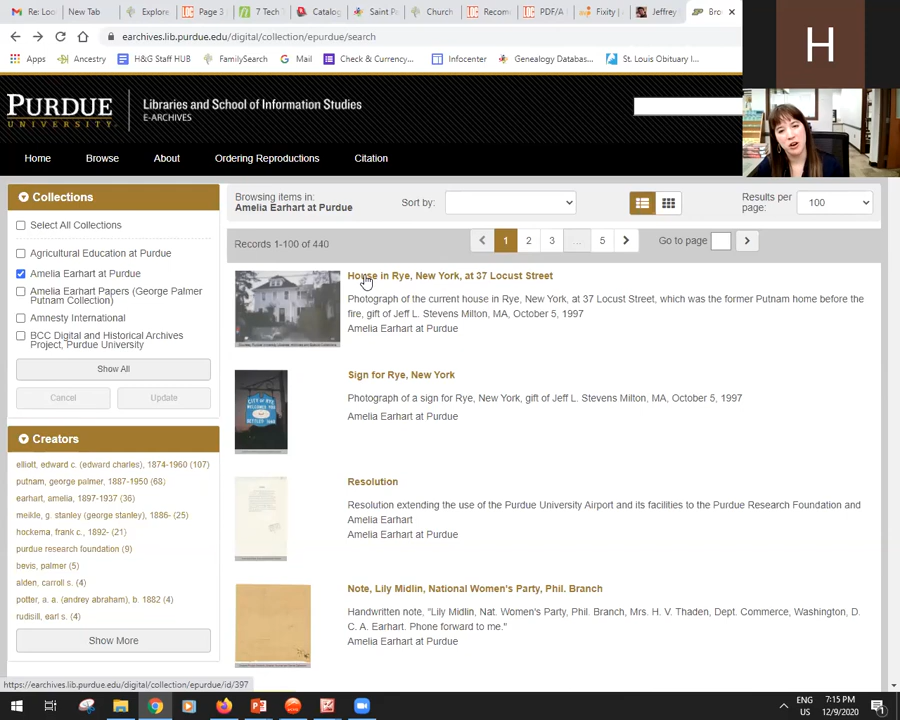 Re: Loo
New Tab
Explore
Page 3
7 Tech
Catalog
Saint P
Church
Recom
PDF/A
Fixity |
Jeffrey
Bro
earchives.lib.purdue.edu/digital/collection/epurdue/search
Apps
Ancestry
H&G Staff HUB
FamilySearch
Mail
Check & Currency...
Infocenter
Genealogy Databas...
St. Louis Obituary I
H
PURDUE
UNIVERSITY
Libraries and School of Information Studies
E-ARCHIVES
Home
Browse
About
Ordering Reproductions
Citation
Collections
Select All Collections
Agricultural Education at Purdue
Amelia Earhart at Purdue
Amelia Earhart Papers (George Palmer
Putnam Collection)
Amnesty International
BCC Digital and Historical Archives
Project, Purdue University
Show All
Cancel
Update
Creators
elliott, edward c. (edward charles), 1874-1960 (107)
putnam, george palmer, 1887-1950 (68)
earhart, amelia, 1897-1937 (36)
meikle, g. stanley (george stanley), 1886- (25)
hockema, frank c., 1892- (21)
purdue research foundation (9)
bevis, palmer (5)
alden, carroll s. (4)
potter, a. a. (andrey abraham), b. 1882 (4)
rudisill, earl s. (4)
Show More
Browsing items in:
Amelia Earhart at Purdue
Sort by:
Results per
page:
100
Records 1-100 of 440
1
2
3
...
5
Go to page
House in Rye, New York, at 37 Locust Street
Photograph of the current house in Rye, New York, at 37 Locust Street, which was the former Putnam home before the
fire, gift of Jeff L. Stevens Milton, MA, October 5, 1997
Amelia Earhart at Purdue
Sign for Rye, New York
Photograph of a sign for Rye, New York, gift of Jeff L. Stevens Milton, MA, October 5, 1997
Amelia Earhart at Purdue
Resolution
Resolution extending the use of the Purdue University Airport and its facilities to the Purdue Research Foundation and
Amelia Earhart
Amelia Earhart at Purdue
Note, Lily Midlin, National Women's Party, Phil. Branch
Handwritten note, "Lily Midlin, Nat. Women's Party, Phil. Branch, Mrs. H. V. Thaden, Dept. Commerce, Washington, D.
C. A. Earhart. Phone forward to me."
Amelia Earhart at Purdue
https://earchives.lib.purdue.edu/digital/collection/epurdue/id/397
ENG
US
7:15 PM
12/9/2020